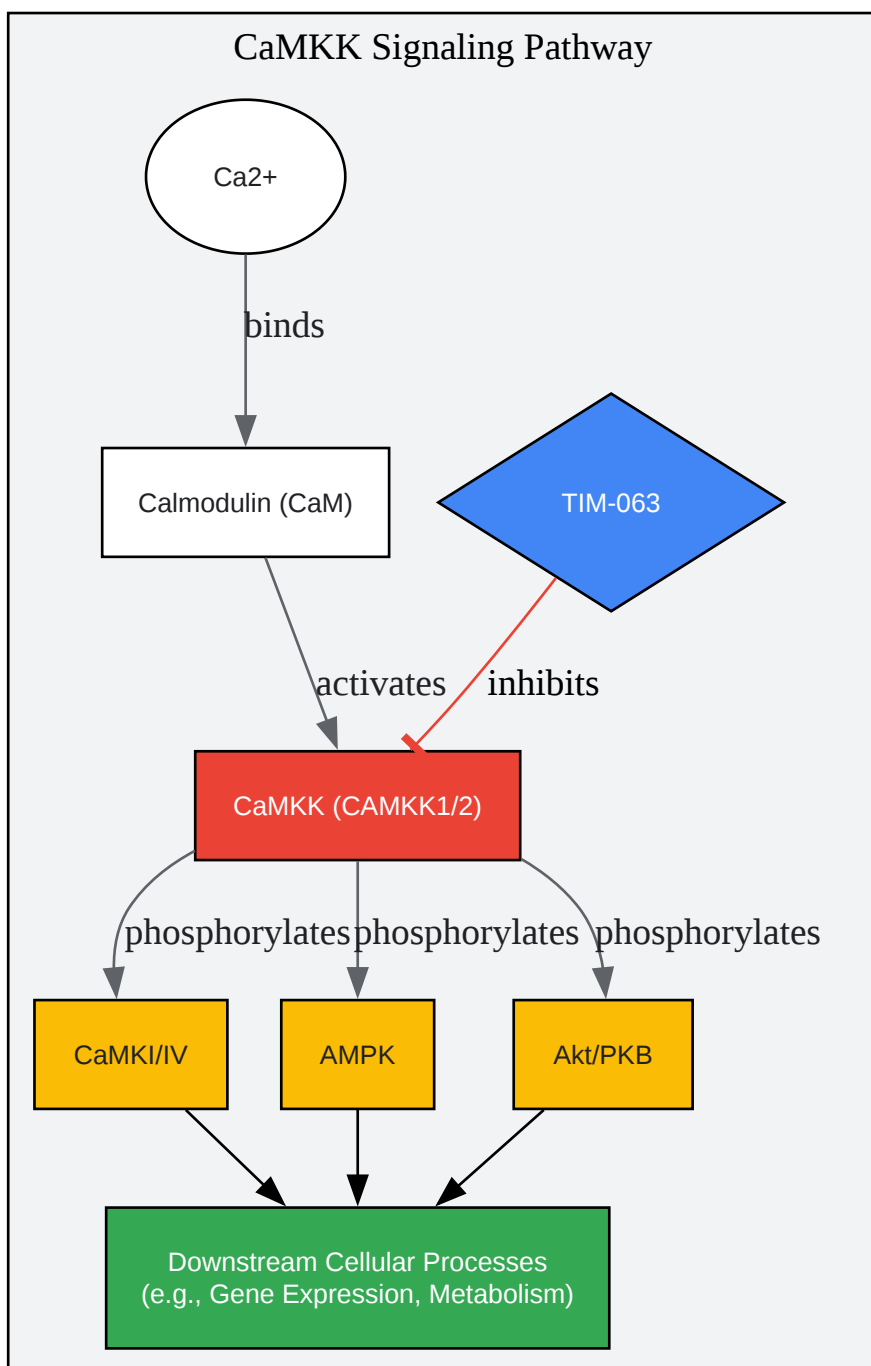 CaMKK Signaling Pathway
Ca2+
binds
Calmodulin (CaM)
TIM-063
activates
inhibits
CaMKK (CAMKK1/2)
phosphorylates
phosphorylates
phosphorylates
CaMKI/IV
AMPK
Akt/PKB
Downstream Cellular Processes
(e.g., Gene Expression, Metabolism)